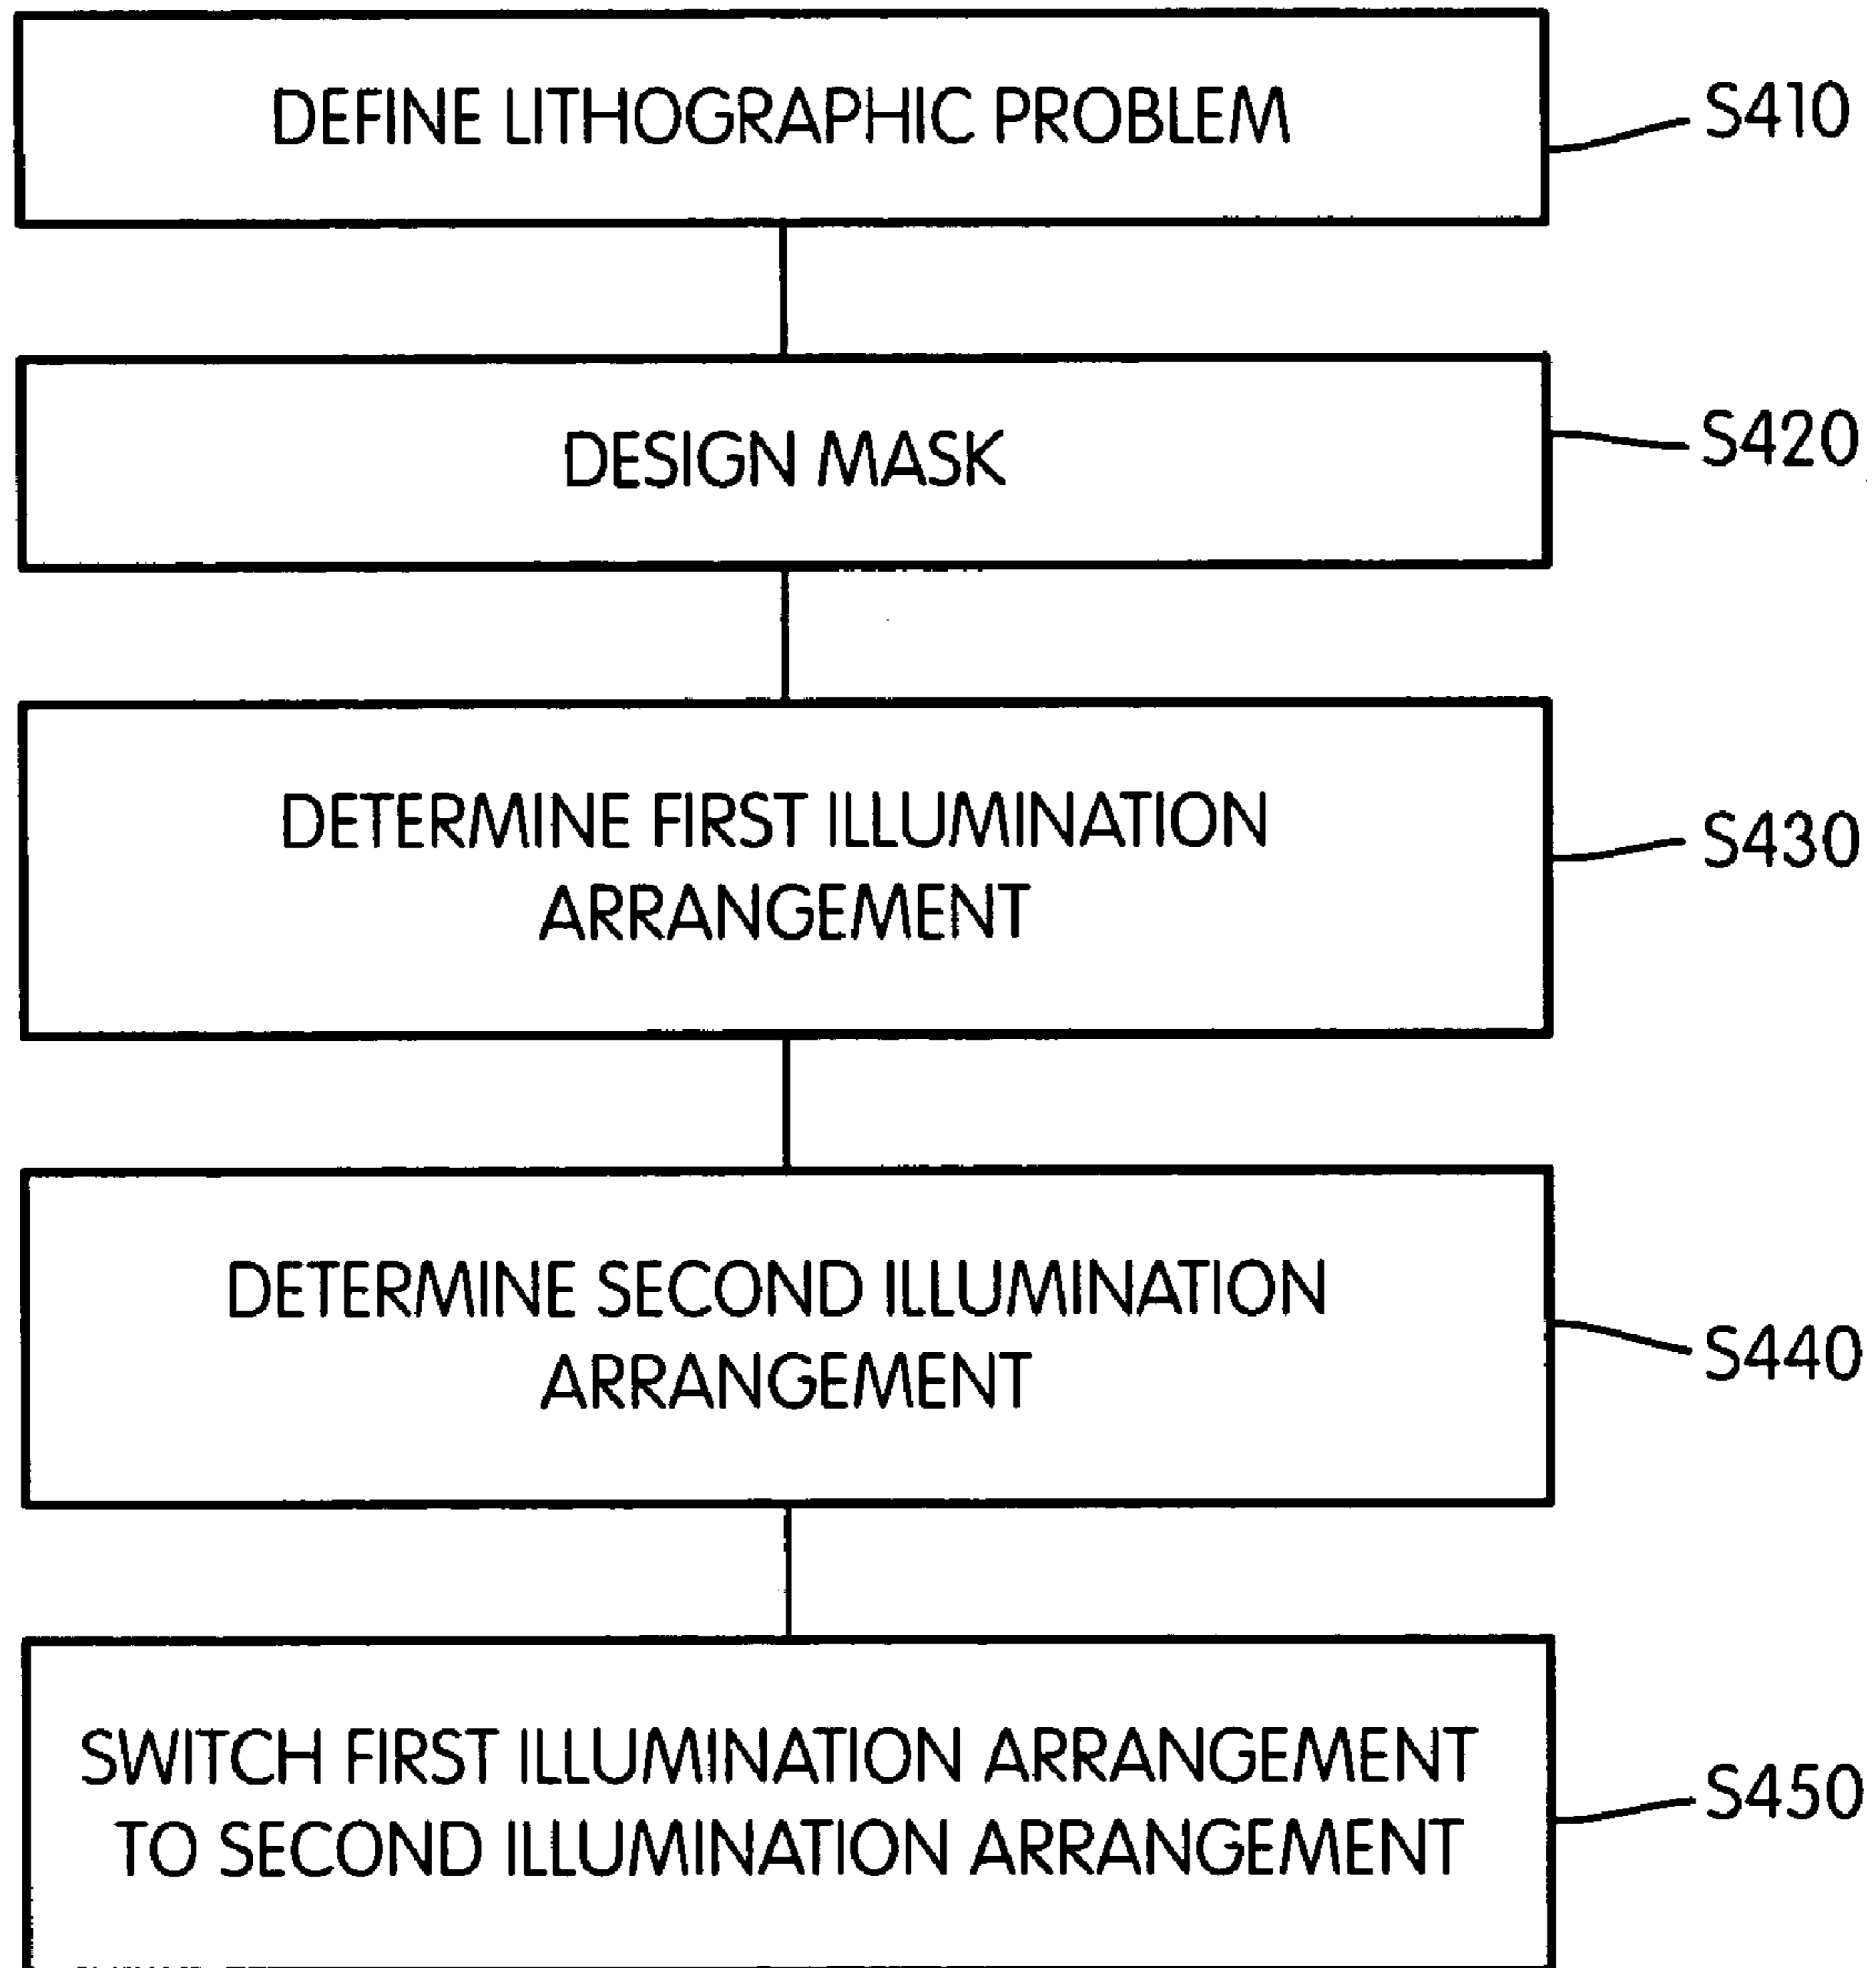 DEFINE LITHOGRAPHIC PROBLEM
S410
DESIGN MASK
S420
DETERMINE FIRST ILLUMINATION
ARRANGEMENT
S430
DETERMINE SECOND ILLUMINATION
ARRANGEMENT
S440
SWITCH FIRST ILLUMINATION ARRANGEMENT
TO SECOND ILLUMINATION ARRANGEMENT
S450